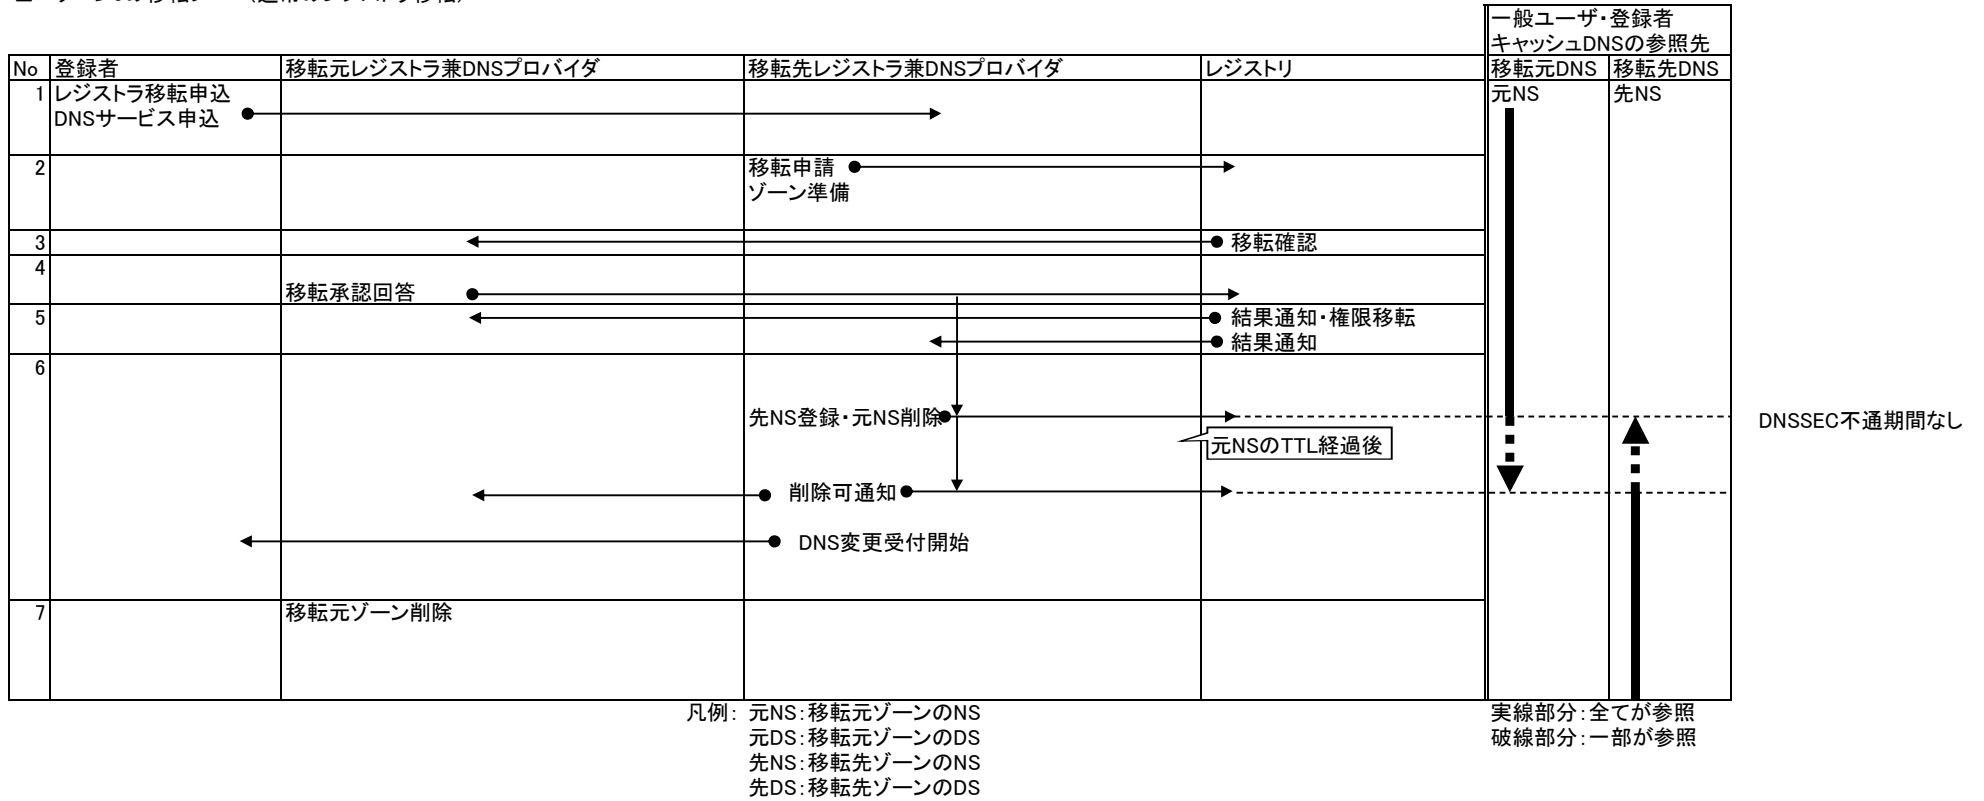 一般ユーザ・登録者
キャッシュDNSの参照先
No 登録者 移転元レジストラ兼DNSプロバイダ 移転先レジストラ兼DNSプロバイダ レジストリ 移転元DNS 移転先DNS
1 レジストラ移転申込 元NS 先NS
DNSサービス申込
2 移転申請
ゾーン準備
3 移転確認
4
移転承認回答
5 結果通知・権限移転
結果通知
6
先NS登録・元NS削除 DNSSEC不通期間なし
元NSのTTL経過後
削除可通知
DNS変更受付開始
7 移転元ゾーン削除
凡例: 元NS:移転元ゾーンのNS 実線部分:全てが参照
元DS:移転元ゾーンのDS 破線部分:一部が参照
先NS:移転先ゾーンのNS
先DS:移転先ゾーンのDS